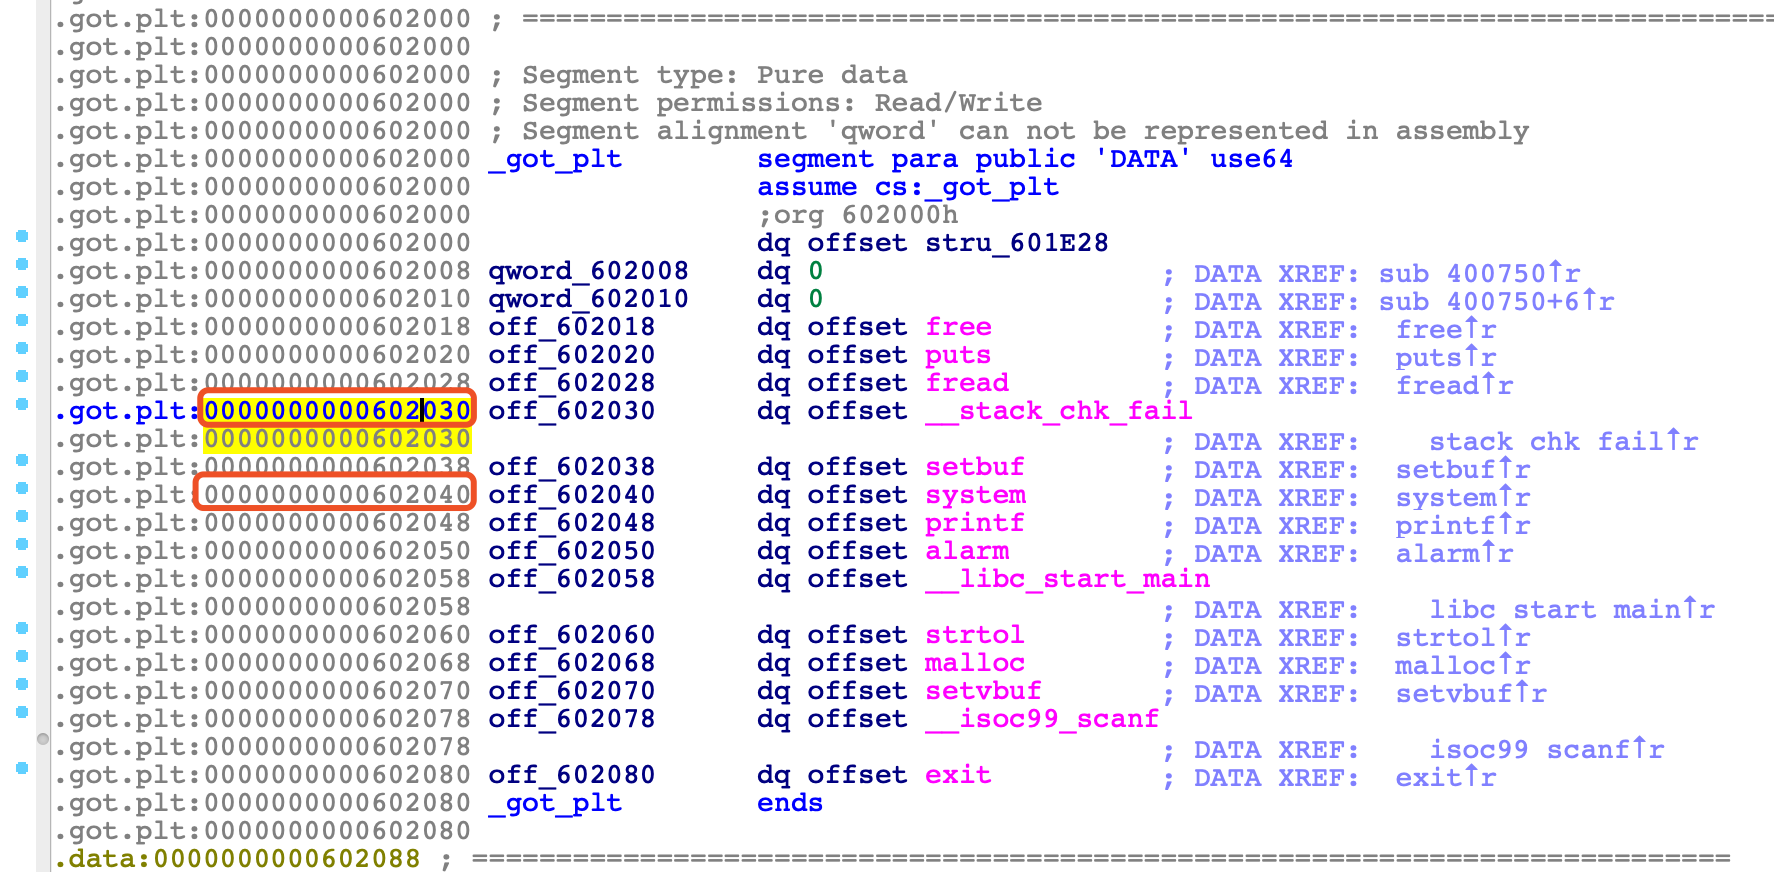 .got.plt:0000000000602000 ; ===========================================================================
.got.plt:0000000000602000
.got.plt:0000000000602000 ; Segment type: Pure data
.got.plt:0000000000602000 ; Segment permissions: Read/Write
.got.plt:0000000000602000 ; Segment alignment 'qword' can not be represented in assembly
.got.plt:0000000000602000 _got_plt segment para public 'DATA' use64
.got.plt:0000000000602000 assume cs:_got_plt
.got.plt:0000000000602000 ;org 602000h
.got.plt:0000000000602000 dq offset stru_601E28
.got.plt:0000000000602008 qword_602008 dq 0 ; DATA XREF: sub 400750↑r
.got.plt:0000000000602010 qword_602010 dq 0 ; DATA XREF: sub 400750+6↑r
.got.plt:0000000000602018 off_602018 dq offset free ; DATA XREF: free↑r
.got.plt:0000000000602020 off_602020 dq offset puts ; DATA XREF: puts↑r
.got.plt:0000000000602028 off_602028 dq offset fread ; DATA XREF: fread↑r
.got.plt:0000000000602030 off_602030 dq offset __stack_chk_fail
.got.plt:0000000000602030 ; DATA XREF: stack chk fail↑r
.got.plt:0000000000602038 off_602038 dq offset setbuf ; DATA XREF: setbuf↑r
.got.plt:0000000000602040 off_602040 dq offset system ; DATA XREF: system↑r
.got.plt:0000000000602048 off_602048 dq offset printf ; DATA XREF: printf↑r
.got.plt:0000000000602050 off_602050 dq offset alarm ; DATA XREF: alarm↑r
.got.plt:0000000000602058 off_602058 dq offset __libc_start_main
.got.plt:0000000000602058 ; DATA XREF: libc start main↑r
.got.plt:0000000000602060 off_602060 dq offset strtol ; DATA XREF: strtol↑r
.got.plt:0000000000602068 off_602068 dq offset malloc ; DATA XREF: malloc↑r
.got.plt:0000000000602070 off_602070 dq offset setvbuf ; DATA XREF: setvbuf↑r
.got.plt:0000000000602078 off_602078 dq offset __isoc99_scanf
.got.plt:0000000000602078 ; DATA XREF: isoc99 scanf↑r
.got.plt:0000000000602080 off_602080 dq offset exit ; DATA XREF: exit↑r
.got.plt:0000000000602080 _got_plt ends
.got.plt:0000000000602080
.data:0000000000602088 ; ===========================================================================